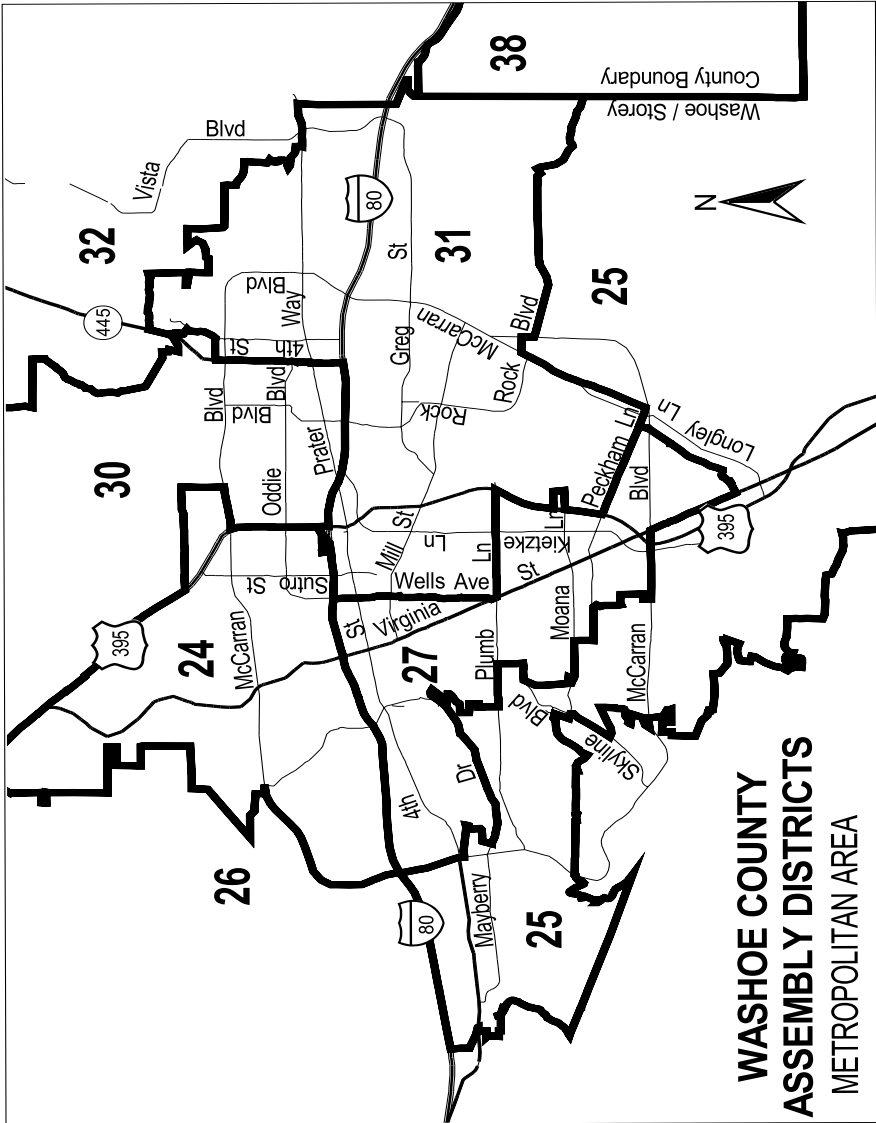 38
County Boundary
Washoe / Storey
Vista
Blvd
80
N
32
31
St
25
445
Blvd
Way
4th
St
Greg
McCarran
Blvd
Rock
Rock
Blvd
Blvd
Blvd
Oddie
Prater
30
Peckham Ln
Longley
Ln
Blvd
395
Mill
St
Ln
Kietzke
Ln
Ln
St
Sutro
St
Wells Ave
Virginia
St
395
24
McCarran
27
Plumb
Moana
McCarran
Blvd
Skyline
Dr
4th
26
80
Mayberry
25
WASHOE COUNTY
ASSEMBLY DISTRICTS
METROPOLITAN AREA